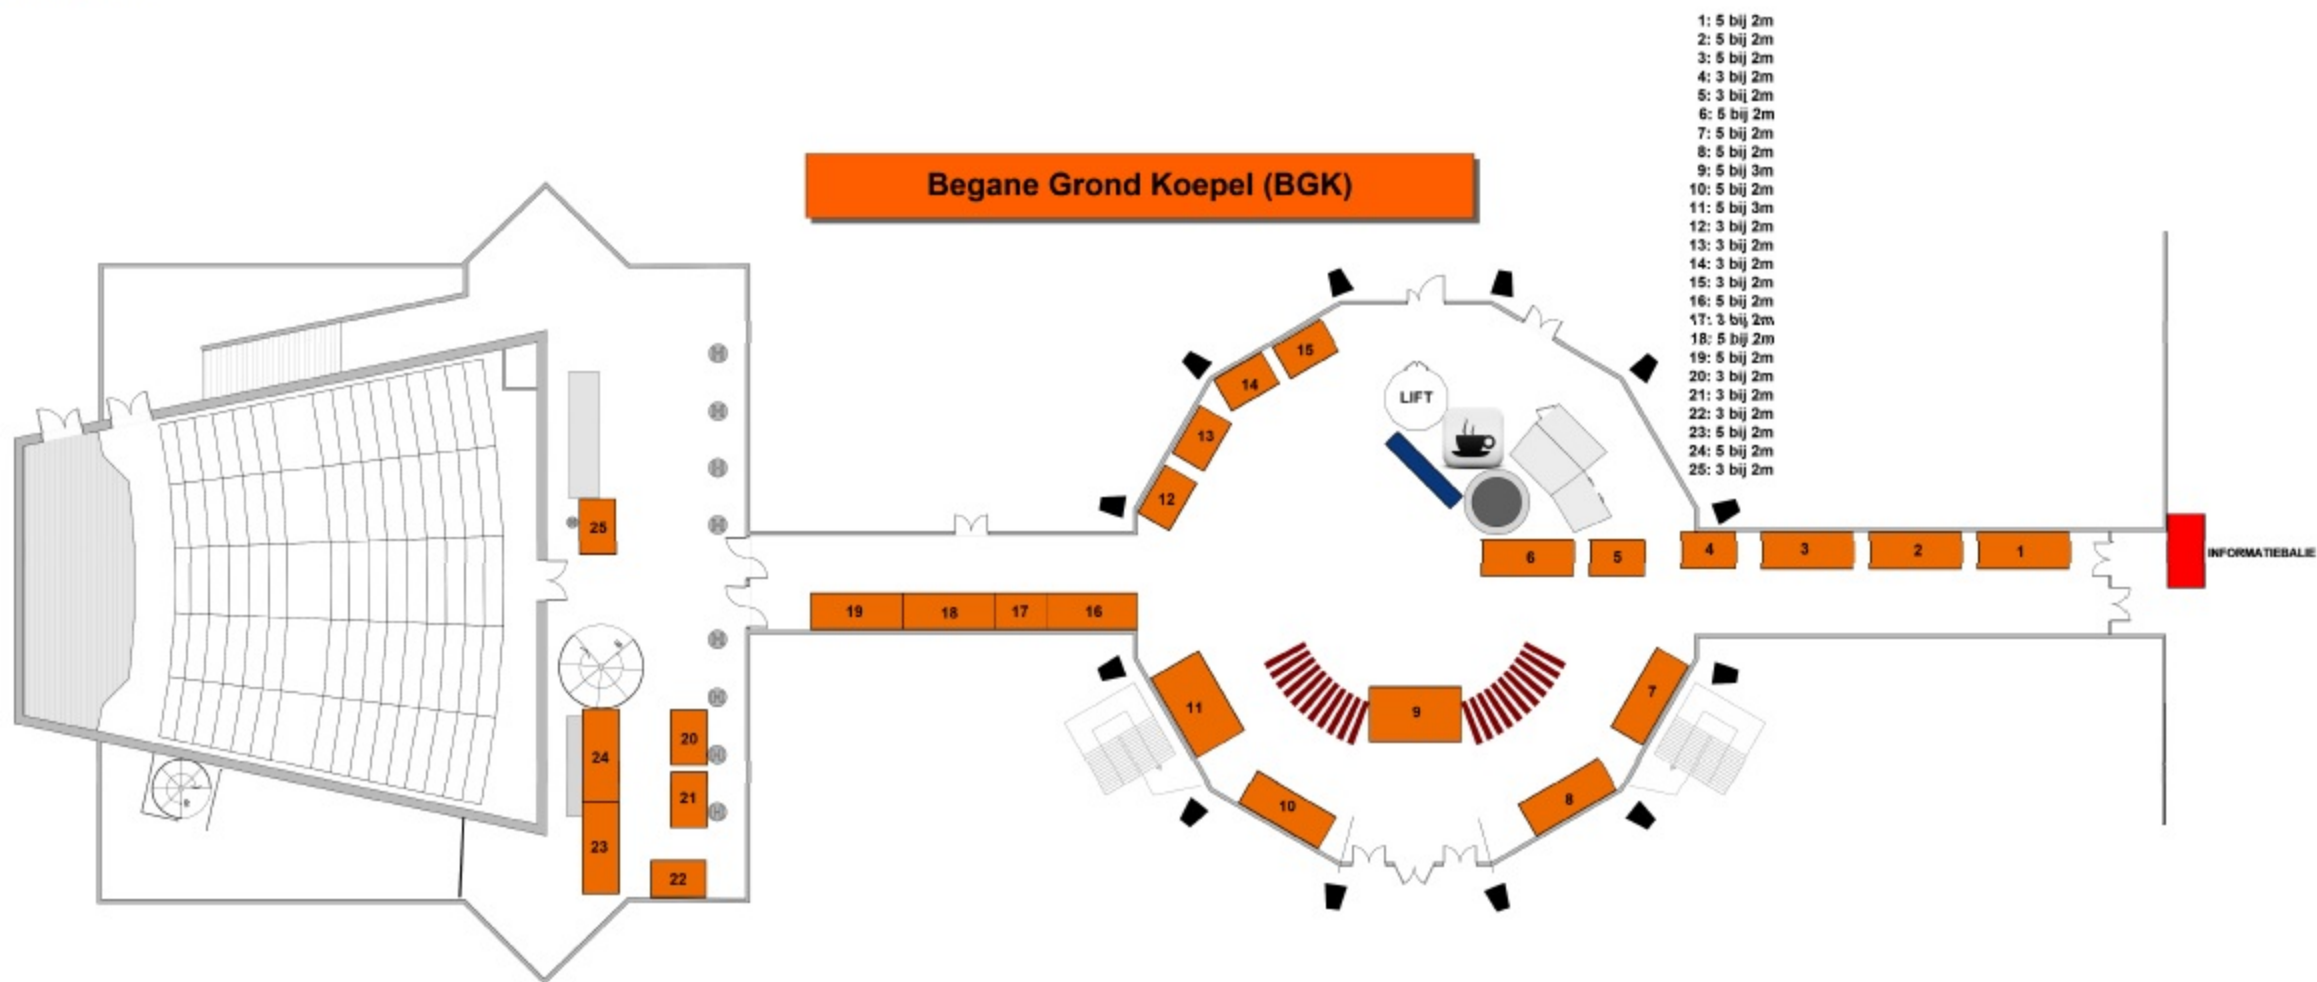 1: 5 bij 2m
2: 5 bij 2m
3: 5 bij 2m
4: 3 bij 2m
5: 3 bij 2m
6: 5 bij 2m
7: 5 bij 2m
8: 5 bij 2m
9: 5 bij 3m
10: 5 bij 2m
11: 5 bij 3m
12: 3 bij 2m
13: 3 bij 2m
14: 3 bij 2m
15: 3 bij 2m
16: 5 bij 2m
17: 3 bij 2m
18: 5 bij 2m
19: 5 bij 2m
20: 3 bij 2m
21: 3 bij 2m
22: 3 bij 2m
23: 5 bij 2m
24: 5 bij 2m
25: 3 bij 2m
Begane Grond Koepel (BGK)
15
14
LIFT
13
12
25
6
5
4
3
2
1
INFORMATIEBALIE
19
18
17
16
7
11
9
20
24
21
10
8
23
22